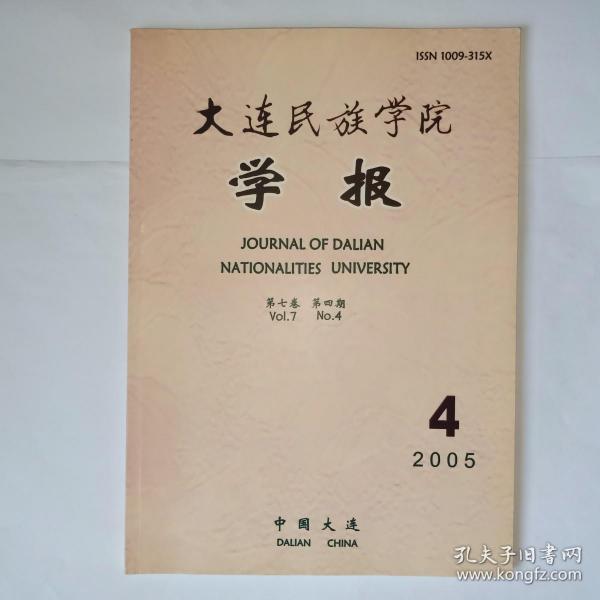 ISSN 1009-315X
大连民族学院
学报
JOURNAL OF DALIAN
NATIONALITIES UNIVERSITY
第七卷 第四期
Vol.7 No.4
4
2005
中国大连
DALIAN CHINA
孔夫子旧书网
www.kongfz.com